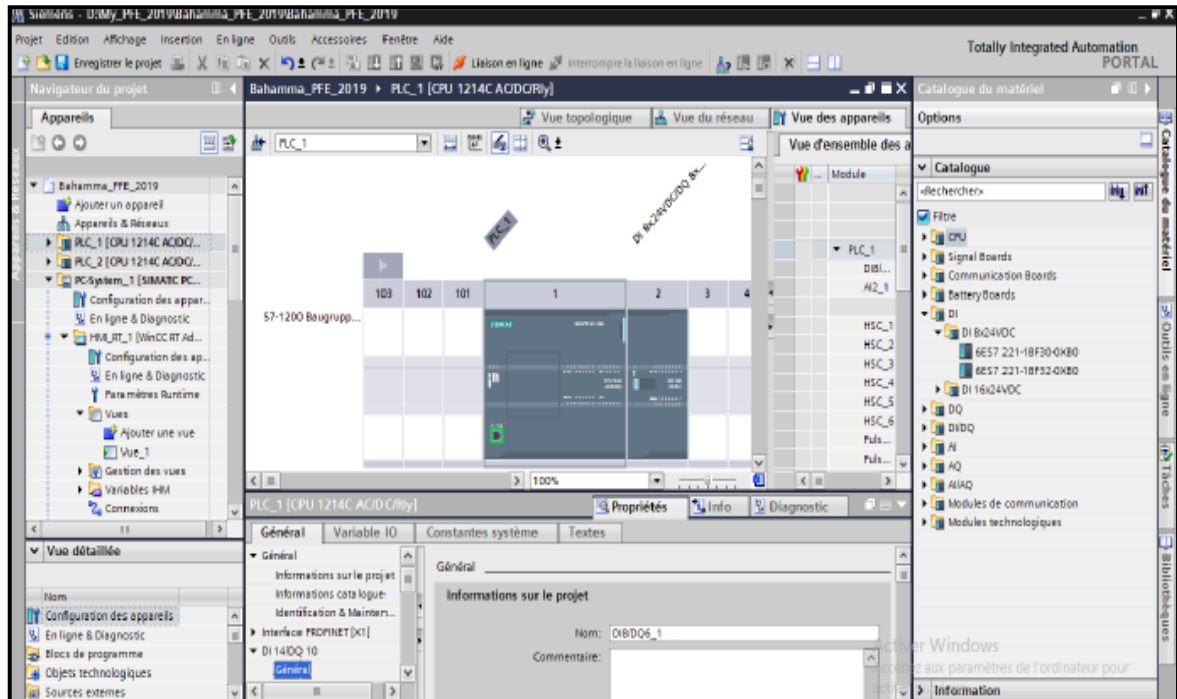 Siemens - D:\My_PFE_2019\Bahamma_PFE_2019\Bahamma_PFE_2019
Projet Edition Affichage Insertion En ligne Outils Accessoires Fenêtre Aide
Enregistrer le projet
Liaison en ligne
Interrompre la liaison en ligne
Totally Integrated Automation
PORTAL
Navigateur du projet
Appareils
Appareils & Réseaux
Bahamma_PFE_2019
Ajouter un appareil
Appareils & Réseaux
PLC_1 [CPU 1214C AC/DC/...
PLC_2 [CPU 1214C AC/DC/...
PC-System_1 [SIMATIC PC...
Configuration des appar...
En ligne & Diagnostic
HMI_RT_1 [WinCC RT Ad...
Configuration des ap...
En ligne & Diagnostic
Paramètres Runtime
Vues
Ajouter une vue
Vue_1
Gestion des vues
Variables IHM
Connexions
Vue détaillée
Nom
Configuration des appareils
En ligne & Diagnostic
Blocs de programme
Objets technologiques
Sources externes
Bahamma_PFE_2019 ▸ PLC_1 [CPU 1214C AC/DC/Rly]
Vue topologique
Vue du réseau
Vue des appareils
PLC_1
Vue d'ensemble des a
... Module
PLC_1
DI 8x24VDC/DQ 8x...
103 102 101 1 2 3 4
S7-1200 Baugrupp...
SIEMENS
PLC_1
DI8/...
AI2_1
HSC_1
HSC_2
HSC_3
HSC_4
HSC_5
HSC_6
Puls...
Puls...
100%
PLC_1 [CPU 1214C AC/DC/Rly]
Propriétés
Info
Diagnostic
Général
Variable IO
Constantes système
Textes
Général
Informations sur le projet
Informations catalogue
Identification & Mainten...
Interface PROFINET [X1]
DI 14/DQ 10
Général
Général
Informations sur le projet
Nom: DI8/DQ6_1
Commentaire:
Catalogue du matériel
Options
Catalogue
<Rechercher>
Filtre
CPU
Signal Boards
Communication Boards
Battery Boards
DI
DI 8x24VDC
6ES7 221-1BF30-0XB0
6ES7 221-1BF32-0XB0
DI 16x24VDC
DQ
DI/DQ
AI
AQ
AI/AQ
Modules de communication
Modules technologiques
Information
Catalogue du matériel
Outils en ligne
Tâches
Bibliothèques
Activer Windows
Accédez aux paramètres de l'ordinateur pour